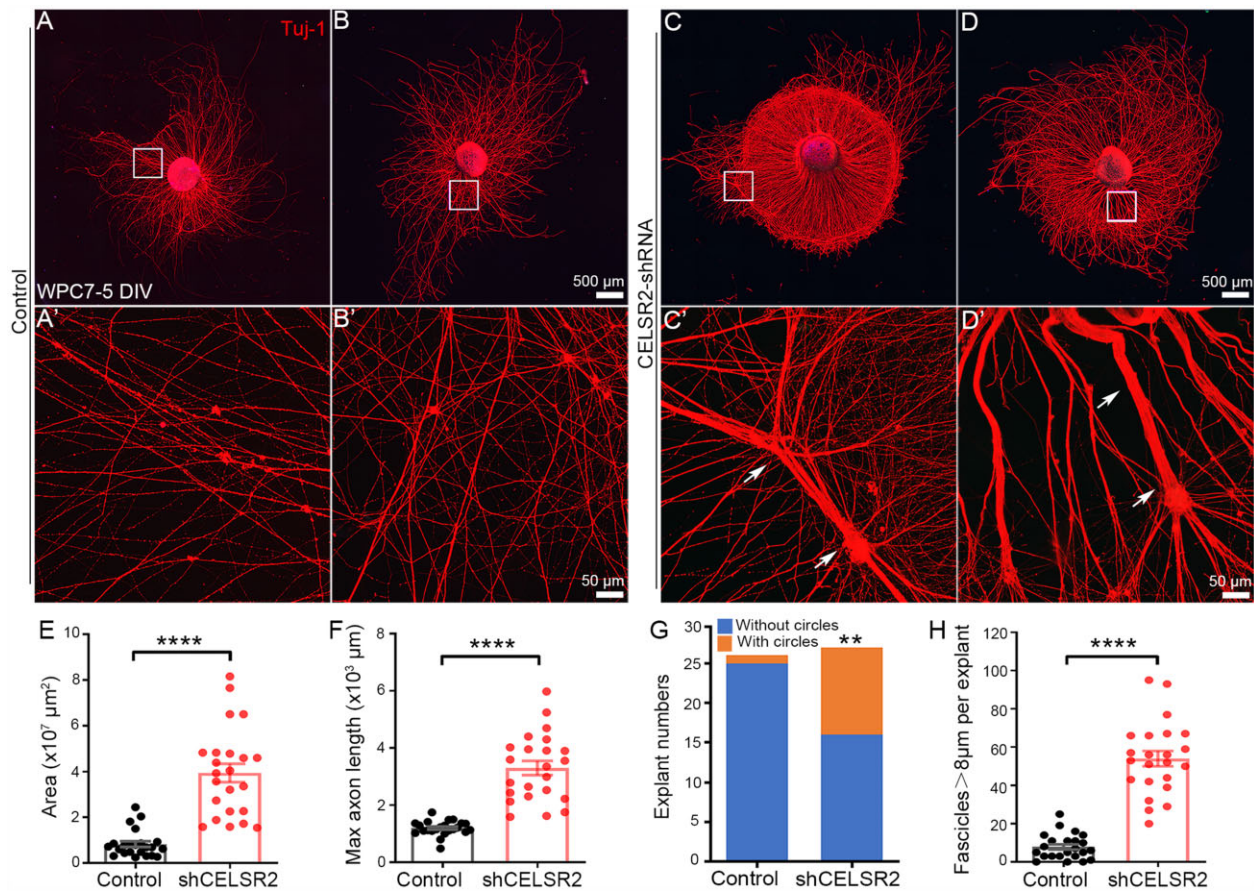 A
Tuj-1
B
C
D
Control
CELSR2-shRNA
WPC7-5 DIV
500 µm
500 µm
A'
B'
C'
D'
50 µm
50 µm
E
****
Area (x10⁷ µm²)
10
8
6
4
2
0
Control
shCELSR2
F
****
Max axon length (x10³ µm)
8
6
4
2
0
Control
shCELSR2
G
Without circles
With circles
**
Explant numbers
30
25
20
15
10
5
0
Control
shCELSR2
H
****
Fascicles＞8µm per explant
120
100
80
60
40
20
0
Control
shCELSR2